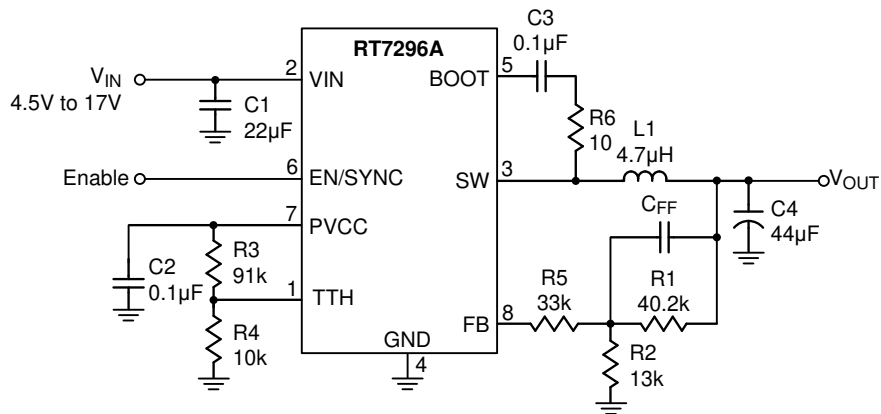 RT7296A
V_IN
4.5V to 17V
C1
22µF
2
VIN
BOOT
5
C3
0.1µF
R6
10
L1
4.7µH
Enable
6
EN/SYNC
SW
3
V_OUT
C4
44µF
7
PVCC
C_FF
R3
91k
C2
0.1µF
1
TTH
R4
10k
FB
8
R5
33k
R1
40.2k
R2
13k
GND
4